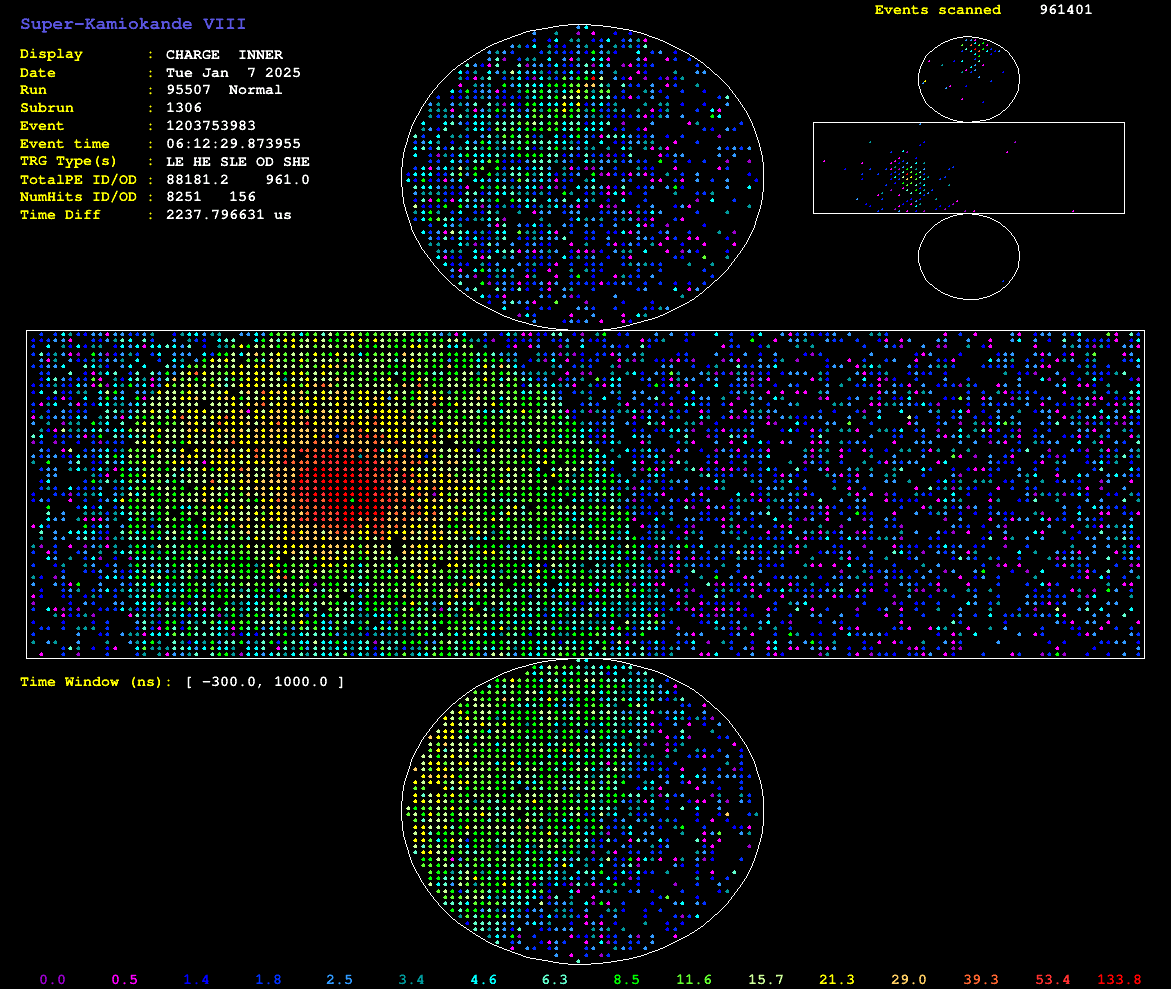 Super-Kamiokande VIII
Events scanned 961401
Display : CHARGE INNER
Date : Tue Jan 7 2025
Run : 95507 Normal
Subrun : 1306
Event : 1203753983
Event time : 06:12:29.873955
TRG Type(s) : LE HE SLE OD SHE
TotalPE ID/OD : 88181.2 961.0
NumHits ID/OD : 8251 156
Time Diff : 2237.796631 us
Time Window (ns): [ -300.0, 1000.0 ]
0.0 0.5 1.4 1.8 2.5 3.4 4.6 6.3 8.5 11.6 15.7 21.3 29.0 39.3 53.4 133.8